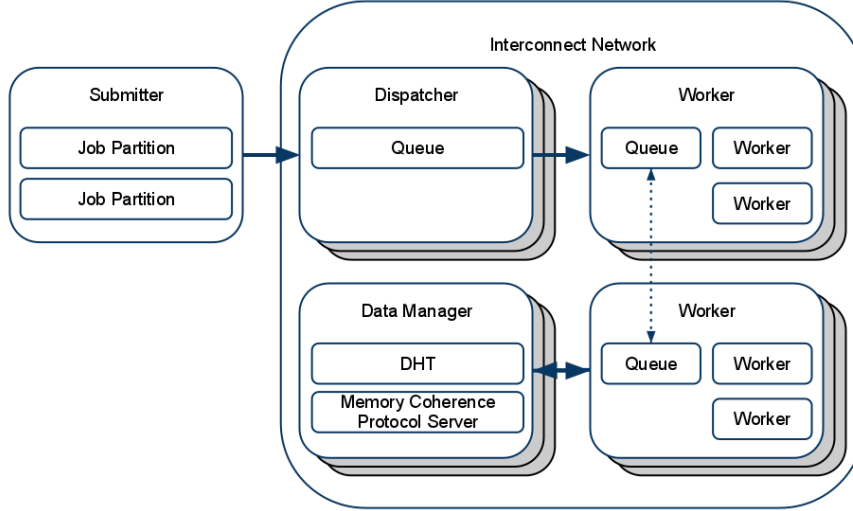 Interconnect Network
Submitter
Job Partition
Job Partition
Dispatcher
Queue
Worker
Queue
Worker
Worker
Data Manager
DHT
Memory Coherence
Protocol Server
Worker
Queue
Worker
Worker